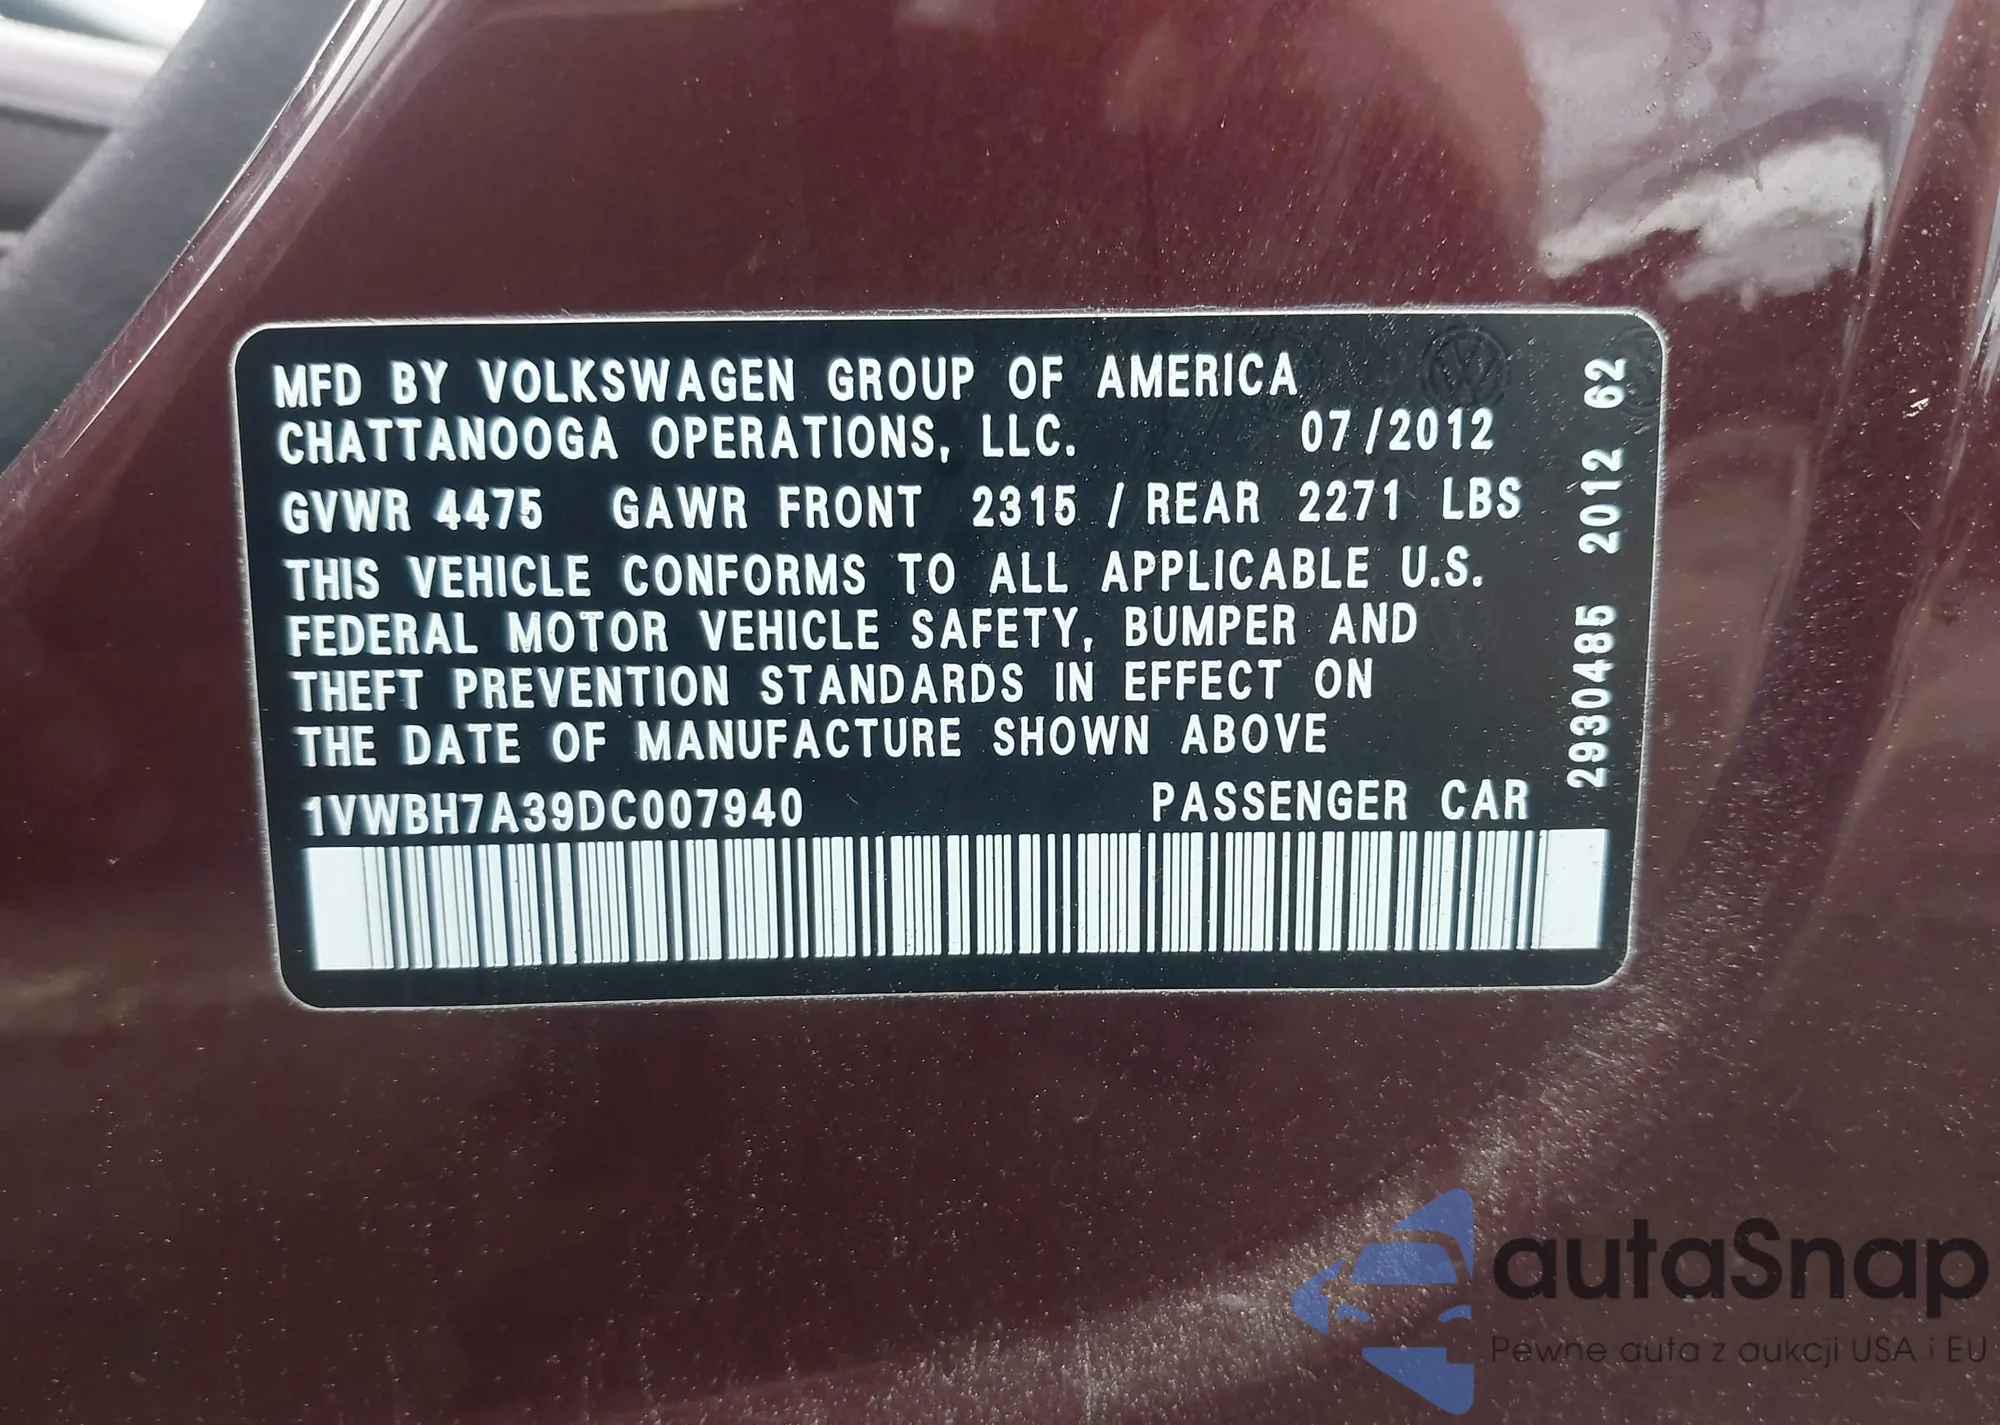 MFD BY VOLKSWAGEN GROUP OF AMERICA
CHATTANOOGA OPERATIONS, LLC. 07/2012
GVWR 4475 GAWR FRONT 2315 / REAR 2271 LBS
THIS VEHICLE CONFORMS TO ALL APPLICABLE U.S.
FEDERAL MOTOR VEHICLE SAFETY, BUMPER AND
THEFT PREVENTION STANDARDS IN EFFECT ON
THE DATE OF MANUFACTURE SHOWN ABOVE
1VWBH7A39DC007940 PASSENGER CAR
2930485 2012 62
autaSnap
Pewne auta z aukcji USA i EU